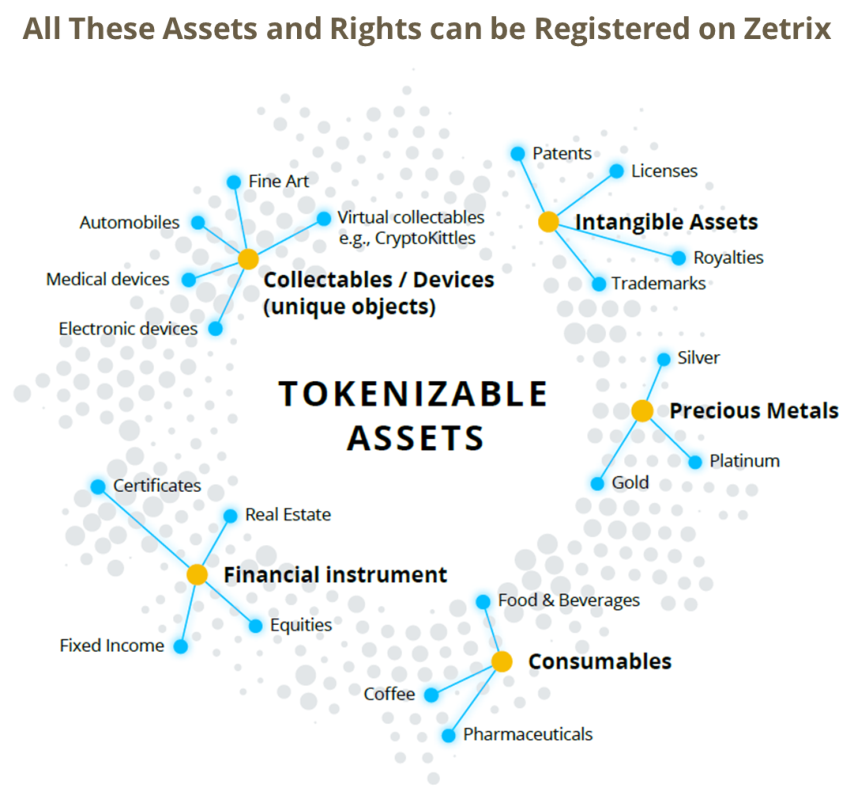 All These Assets and Rights can be Registered on Zetrix
Patents
Licenses
Intangible Assets
Royalties
Trademarks
Fine Art
Automobiles
Virtual collectables
e.g., CryptoKittles
Medical devices
Collectables / Devices
(unique objects)
Electronic devices
TOKENIZABLE
ASSETS
Silver
Precious Metals
Platinum
Gold
Certificates
Real Estate
Financial instrument
Equities
Fixed Income
Food & Beverages
Consumables
Coffee
Pharmaceuticals